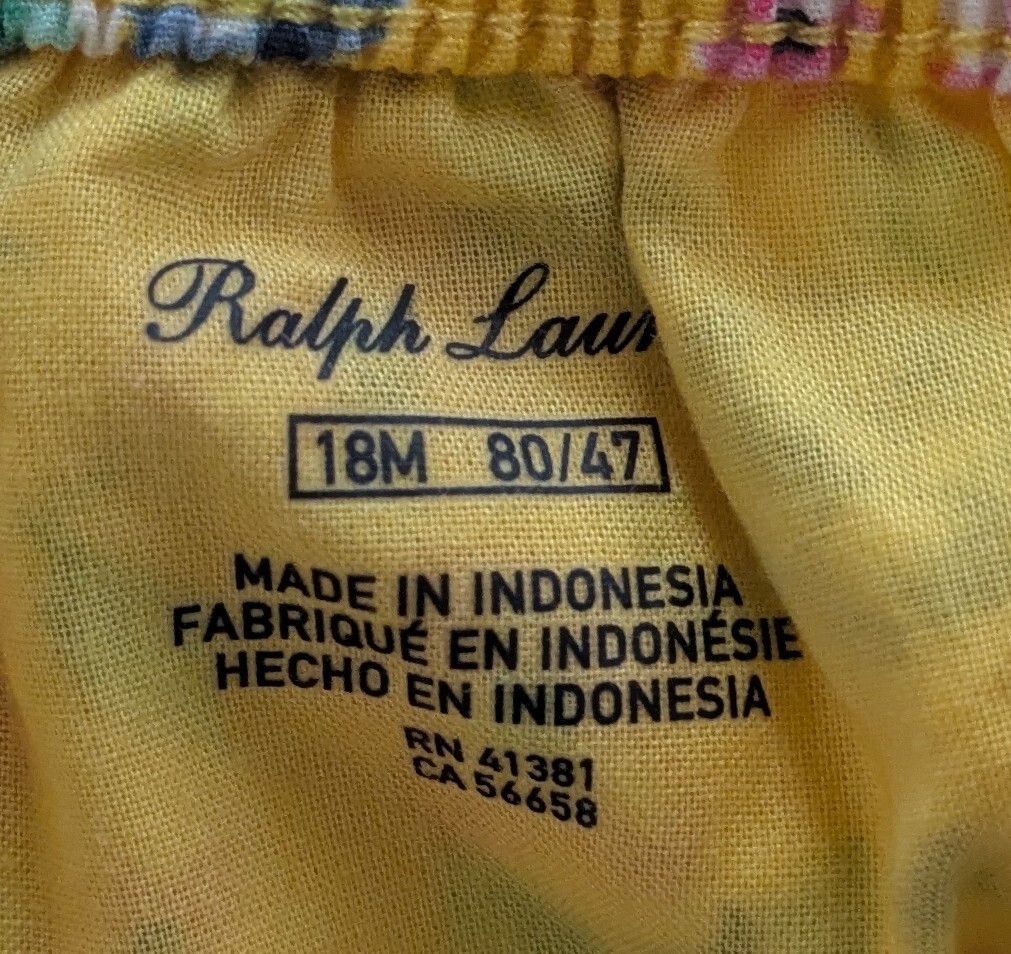 Ralph Laur
18M 80/47
MADE IN INDONESIA
FABRIQUÉ EN INDONÉSIE
HECHO EN INDONESIA
RN 41381
CA 56658